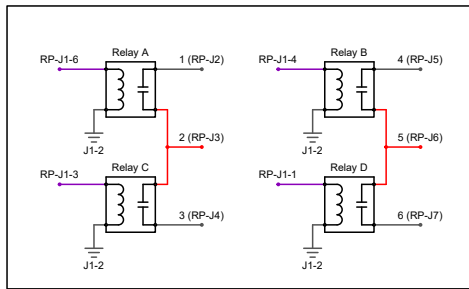 Relay A
RP-J1-6
1 (RP-J2)
J1-2
2 (RP-J3)
Relay C
RP-J1-3
3 (RP-J4)
J1-2
Relay B
RP-J1-4
4 (RP-J5)
J1-2
5 (RP-J6)
Relay D
RP-J1-1
6 (RP-J7)
J1-2